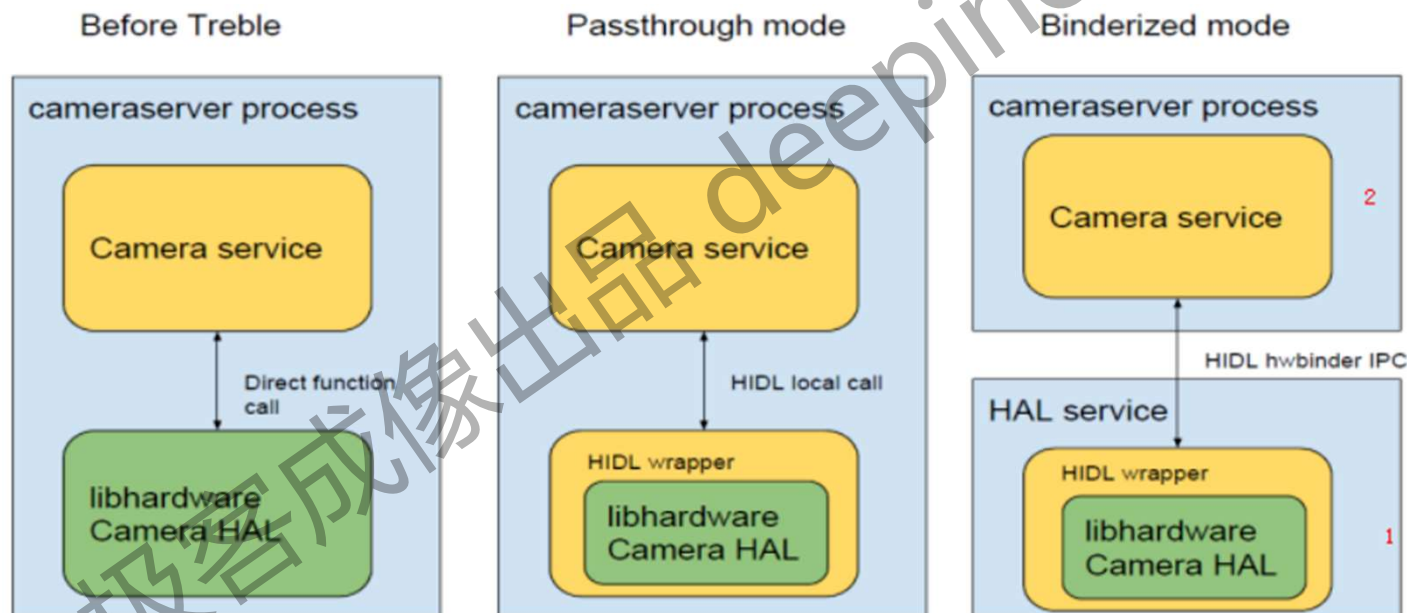 Before Treble
cameraserver process
Camera service
Direct function
call
libhardware
Camera HAL
Passthrough mode
cameraserver process
Camera service
HIDL local call
HIDL wrapper
libhardware
Camera HAL
Binderized mode
cameraserver process
Camera service
2
HIDL hwbinder IPC
HAL service
HIDL wrapper
libhardware
Camera HAL
1
极客成像出品